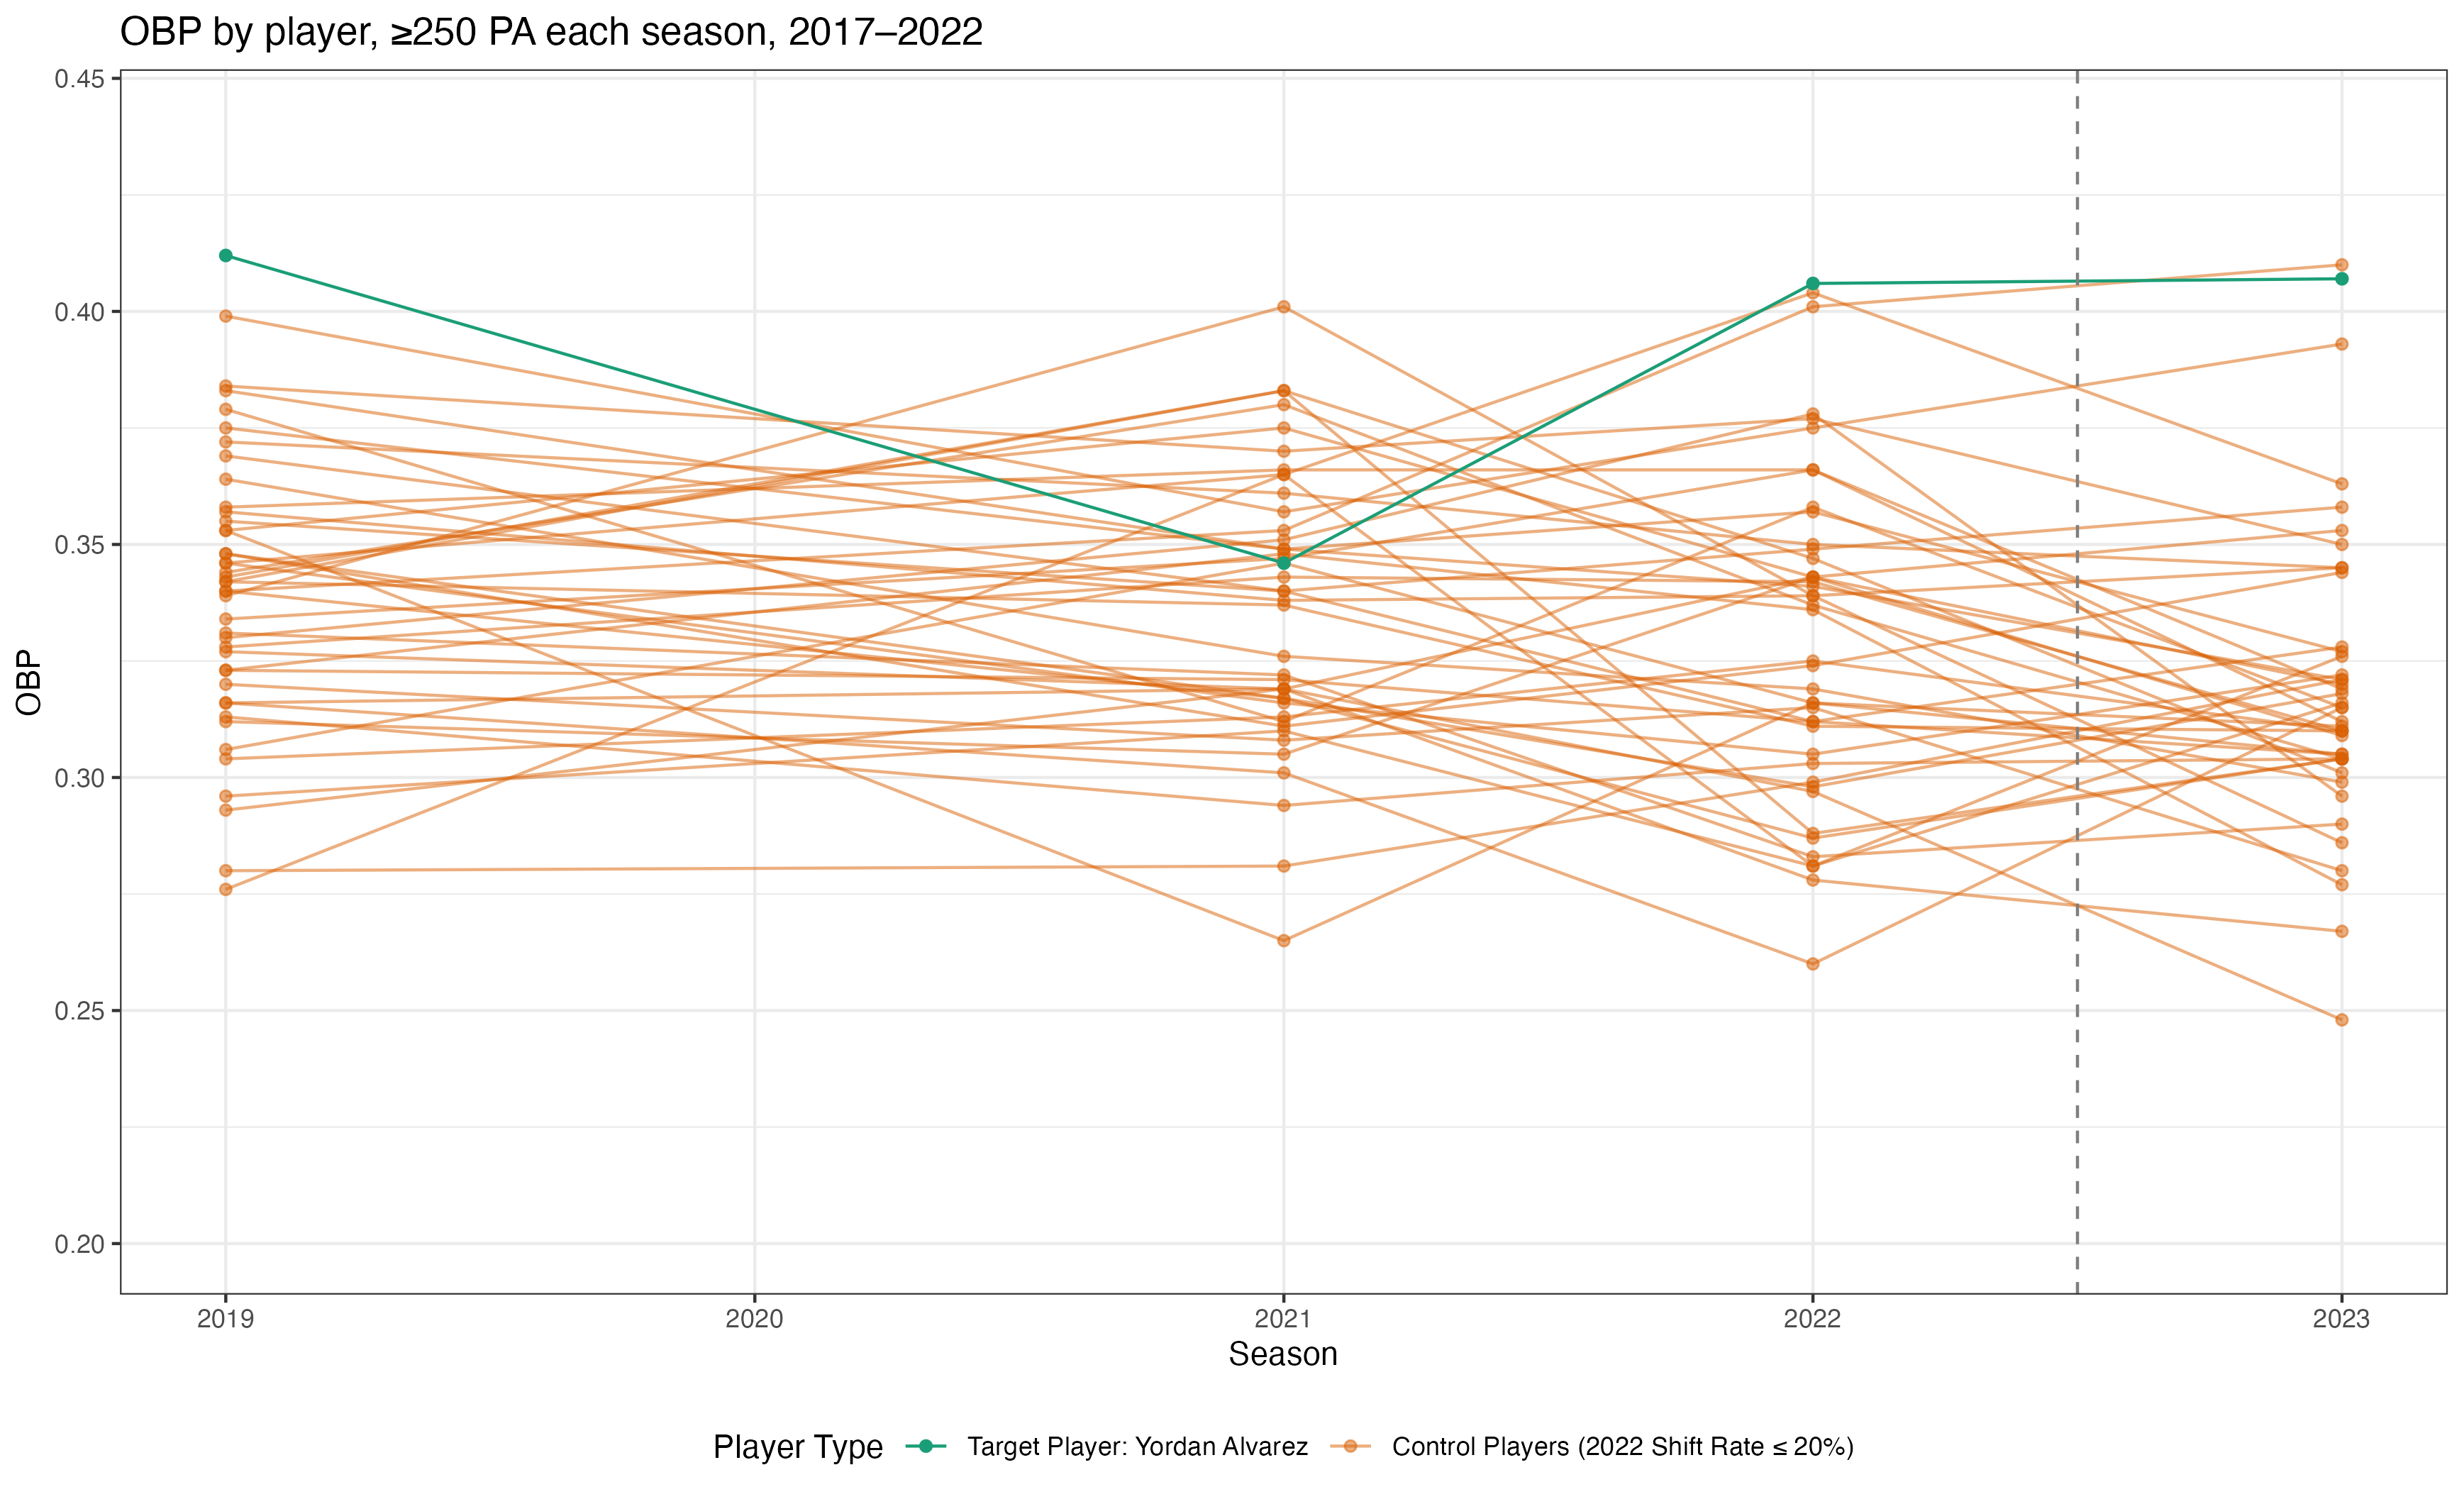 OBP by player, ≥250 PA each season, 2017–2022
0.45
0.40
0.35
0.30
0.25
0.20
OBP
2019 2020 2021 2022 2023
Season
Player Type Target Player: Yordan Alvarez Control Players (2022 Shift Rate ≤ 20%)